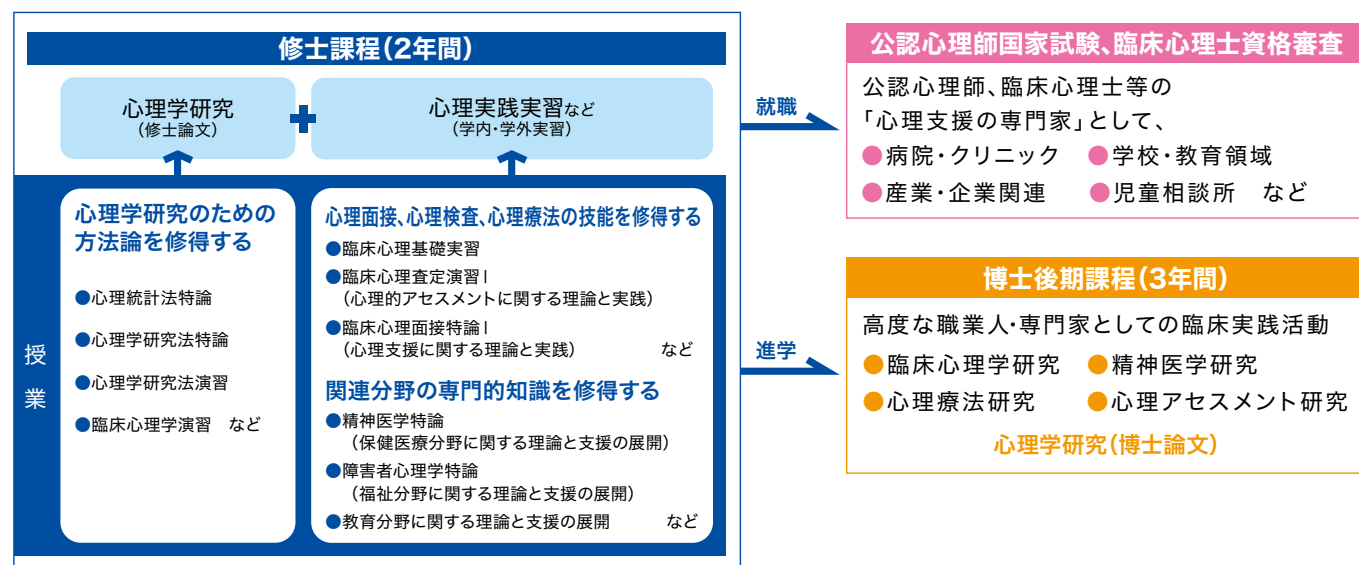 修士課程(2年間)
心理学研究
(修士論文)
心理実践実習など
(学内・学外実習)
授業
心理学研究のための
方法論を修得する
●心理統計法特論
●心理学研究法特論
●心理学研究法演習
●臨床心理学演習　など
心理面接、心理検査、心理療法の技能を修得する
●臨床心理基礎実習
●臨床心理査定演習Ⅰ
(心理的アセスメントに関する理論と実践)
●臨床心理面接特論Ⅰ
(心理支援に関する理論と実践)　など
関連分野の専門的知識を修得する
●精神医学特論
(保健医療分野に関する理論と支援の展開)
●障害者心理学特論
(福祉分野に関する理論と支援の展開)
●教育分野に関する理論と支援の展開　など
就職
公認心理師国家試験、臨床心理士資格審査
公認心理師、臨床心理士等の
「心理支援の専門家」として、
●病院・クリニック　●学校・教育領域
●産業・企業関連　●児童相談所　など
進学
博士後期課程(3年間)
高度な職業人・専門家としての臨床実践活動
●臨床心理学研究　●精神医学研究
●心理療法研究　●心理アセスメント研究
心理学研究(博士論文)